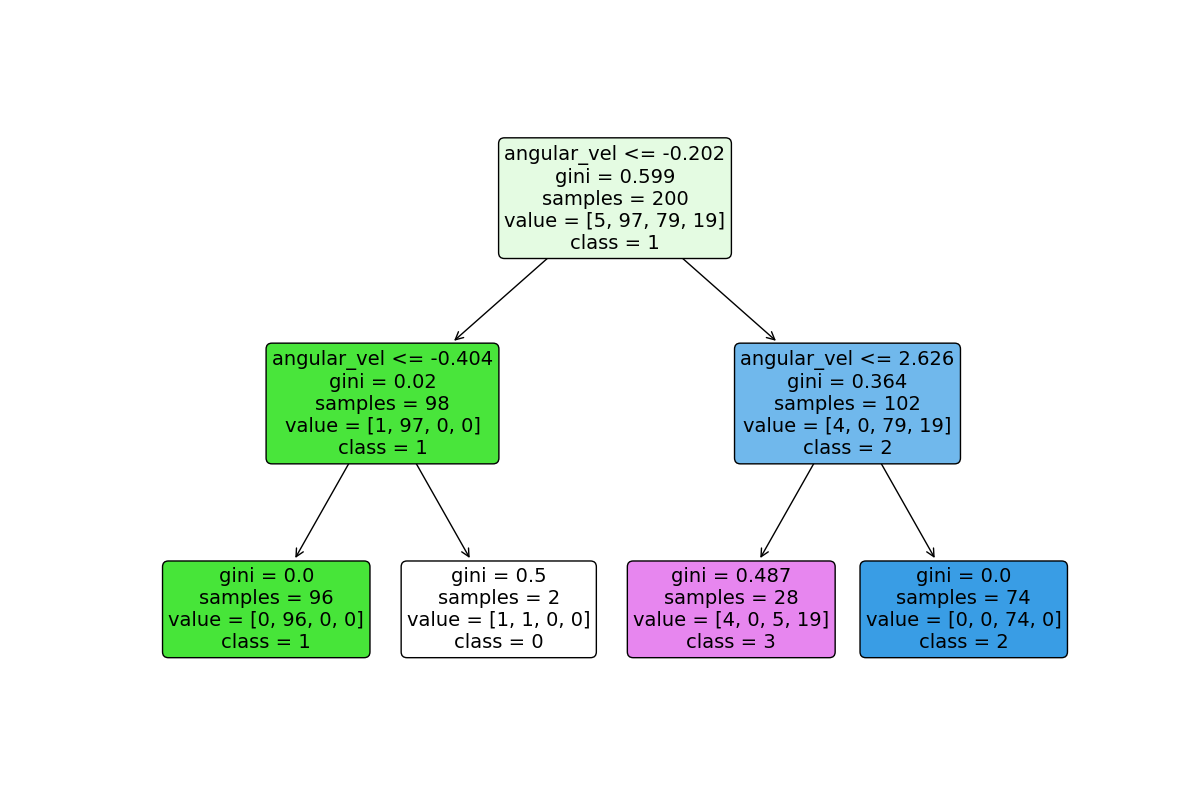 angular_vel <= -0.202
gini = 0.599
samples = 200
value = [5, 97, 79, 19]
class = 1
angular_vel <= -0.404
gini = 0.02
samples = 98
value = [1, 97, 0, 0]
class = 1
angular_vel <= 2.626
gini = 0.364
samples = 102
value = [4, 0, 79, 19]
class = 2
gini = 0.0
samples = 96
value = [0, 96, 0, 0]
class = 1
gini = 0.5
samples = 2
value = [1, 1, 0, 0]
class = 0
gini = 0.487
samples = 28
value = [4, 0, 5, 19]
class = 3
gini = 0.0
samples = 74
value = [0, 0, 74, 0]
class = 2